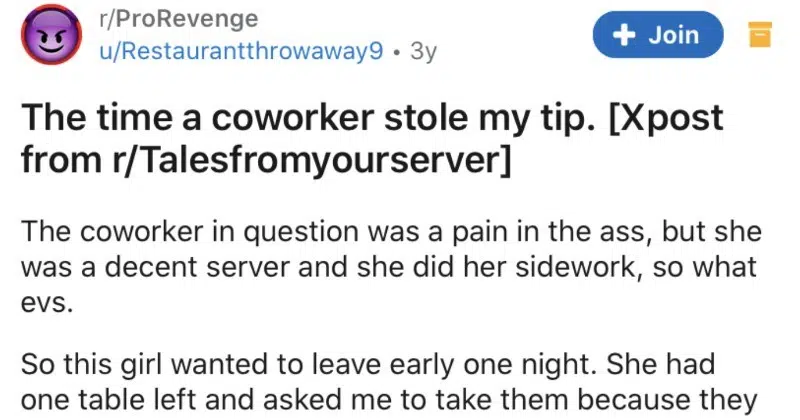 r/ProRevenge
u/Restaurantthrowaway9 • 3y
+ Join
The time a coworker stole my tip. [Xpost
from r/Talesfromyourserver]
The coworker in question was a pain in the ass, but she
was a decent server and she did her sidework, so what
evs.
So this girl wanted to leave early one night. She had
one table left and asked me to take them because they